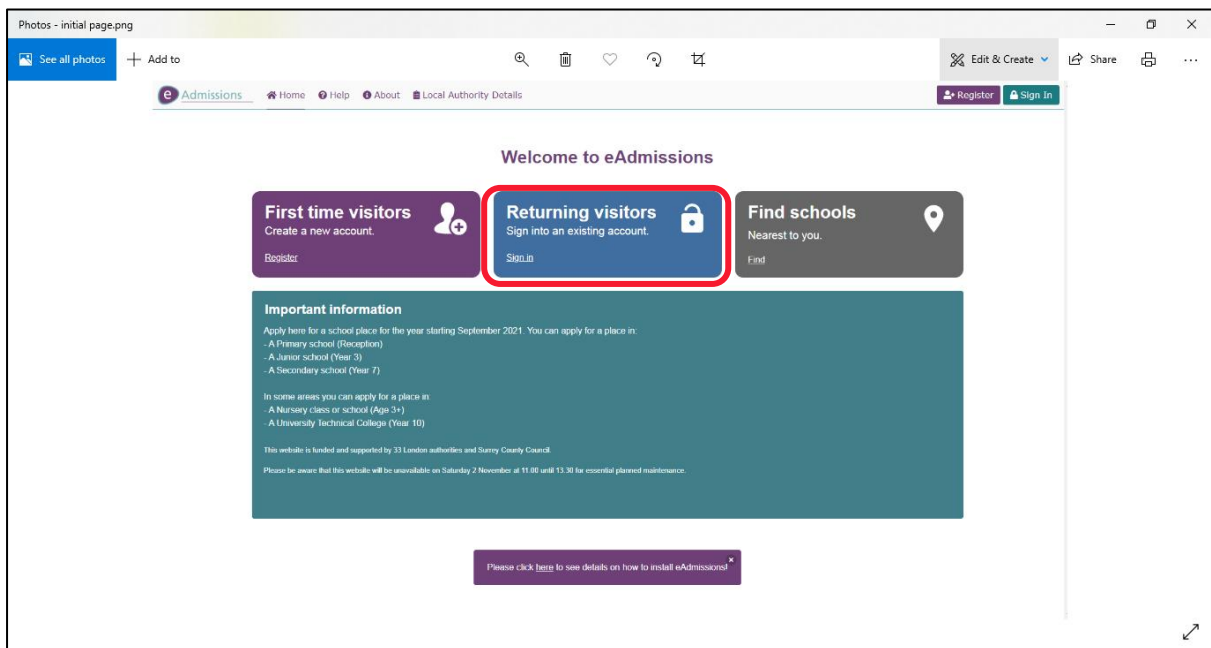 Photos - initial page.png
See all photos + Add to Edit & Create Share
e Admissions Home Help About Local Authority Details Register Sign In
Welcome to eAdmissions
First time visitors
Create a new account.
Register
Returning visitors
Sign into an existing account.
Sign in
Find schools
Nearest to you.
Find
Important information
Apply here for a school place for the year starting September 2021. You can apply for a place in:
- A Primary school (Reception)
- A Junior school (Year 3)
- A Secondary school (Year 7)
In some areas you can apply for a place in:
- A Nursery class or school (Age 3+)
- A University Technical College (Year 10)
This website is funded and supported by 33 London authorities and Surrey County Council.
Please be aware that this website will be unavailable on Saturday 2 November at 11.00 until 13.30 for essential planned maintenance.
Please click here to see details on how to install eAdmissions!